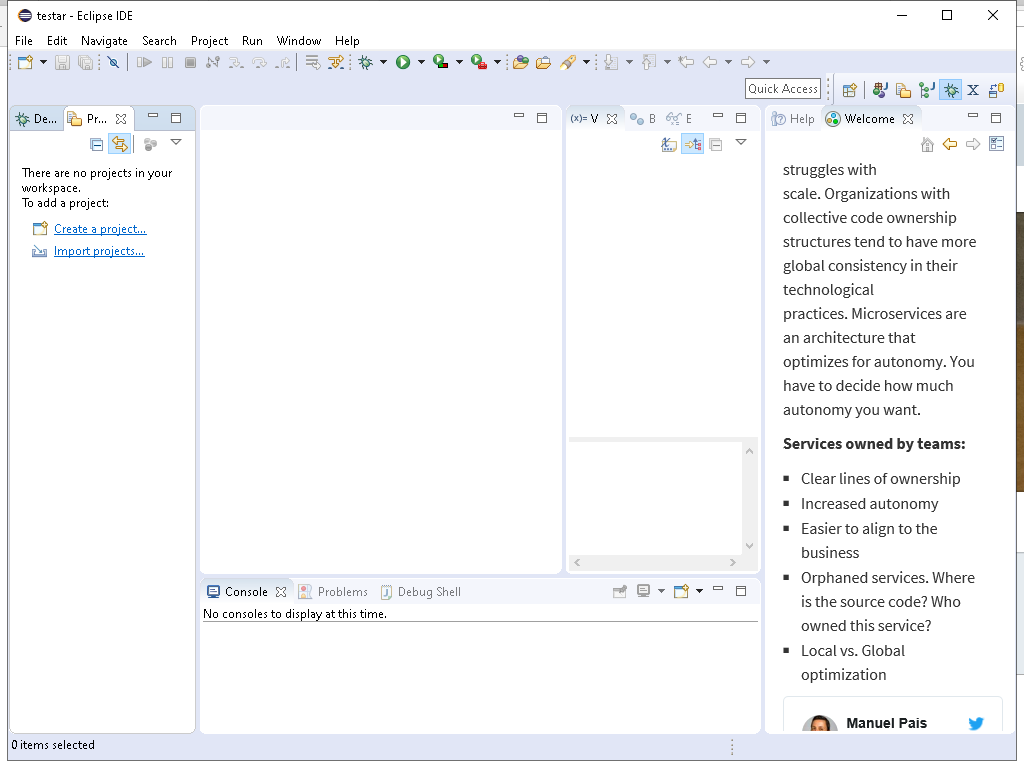 testar - Eclipse IDE
File Edit Navigate Search Project Run Window Help
Quick Access
De...
Pr...
There are no projects in your
workspace.
To add a project:
Create a project...
Import projects...
(x)= V
B
E
Help
Welcome
struggles with
scale. Organizations with
collective code ownership
structures tend to have more
global consistency in their
technological
practices. Microservices are
an architecture that
optimizes for autonomy. You
have to decide how much
autonomy you want.
Services owned by teams:
Clear lines of ownership
Increased autonomy
Easier to align to the
business
Orphaned services. Where
is the source code? Who
owned this service?
Local vs. Global
optimization
Manuel Pais
Console
Problems
Debug Shell
No consoles to display at this time.
0 items selected